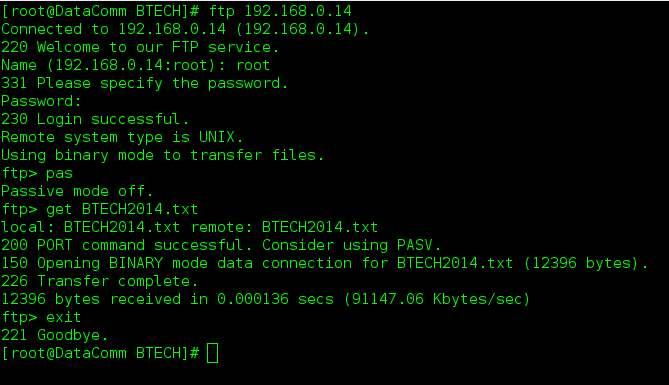 [root@DataComm BTECH]# ftp 192.168.0.14
Connected to 192.168.0.14 (192.168.0.14).
220 Welcome to our FTP service.
Name (192.168.0.14:root): root
331 Please specify the password.
Password:
230 Login successful.
Remote system type is UNIX.
Using binary mode to transfer files.
ftp> pas
Passive mode off.
ftp> get BTECH2014.txt
local: BTECH2014.txt remote: BTECH2014.txt
200 PORT command successful. Consider using PASV.
150 Opening BINARY mode data connection for BTECH2014.txt (12396 bytes).
226 Transfer complete.
12396 bytes received in 0.000136 secs (91147.06 Kbytes/sec)
ftp> exit
221 Goodbye.
[root@DataComm BTECH]#